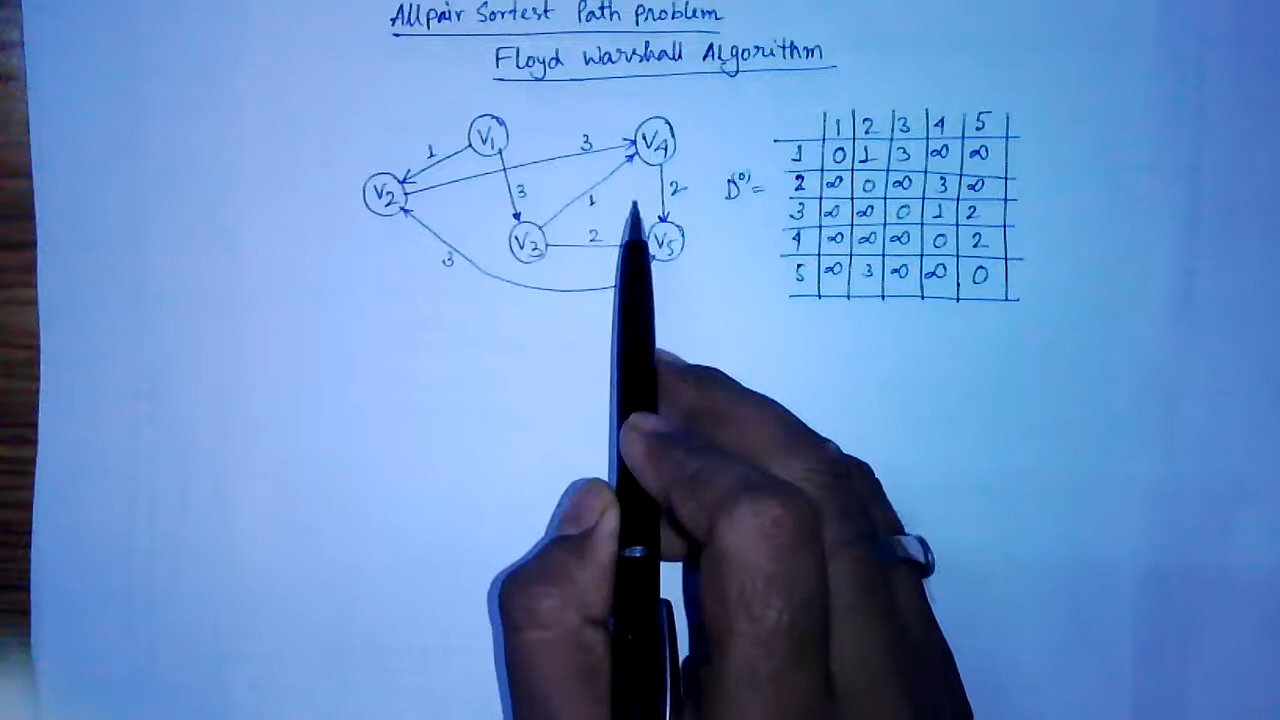 Allpair Sortest Path problem
Floyd Warshall Algorithm
V1 V4 V2 V3 V5
1 3 3 1 2 2 3
D(0) =
1 2 3 4 5
1 0 1 3 ∞ ∞
2 ∞ 0 ∞ 3 ∞
3 ∞ ∞ 0 1 2
4 ∞ ∞ ∞ 0 2
5 ∞ 3 ∞ ∞ 0